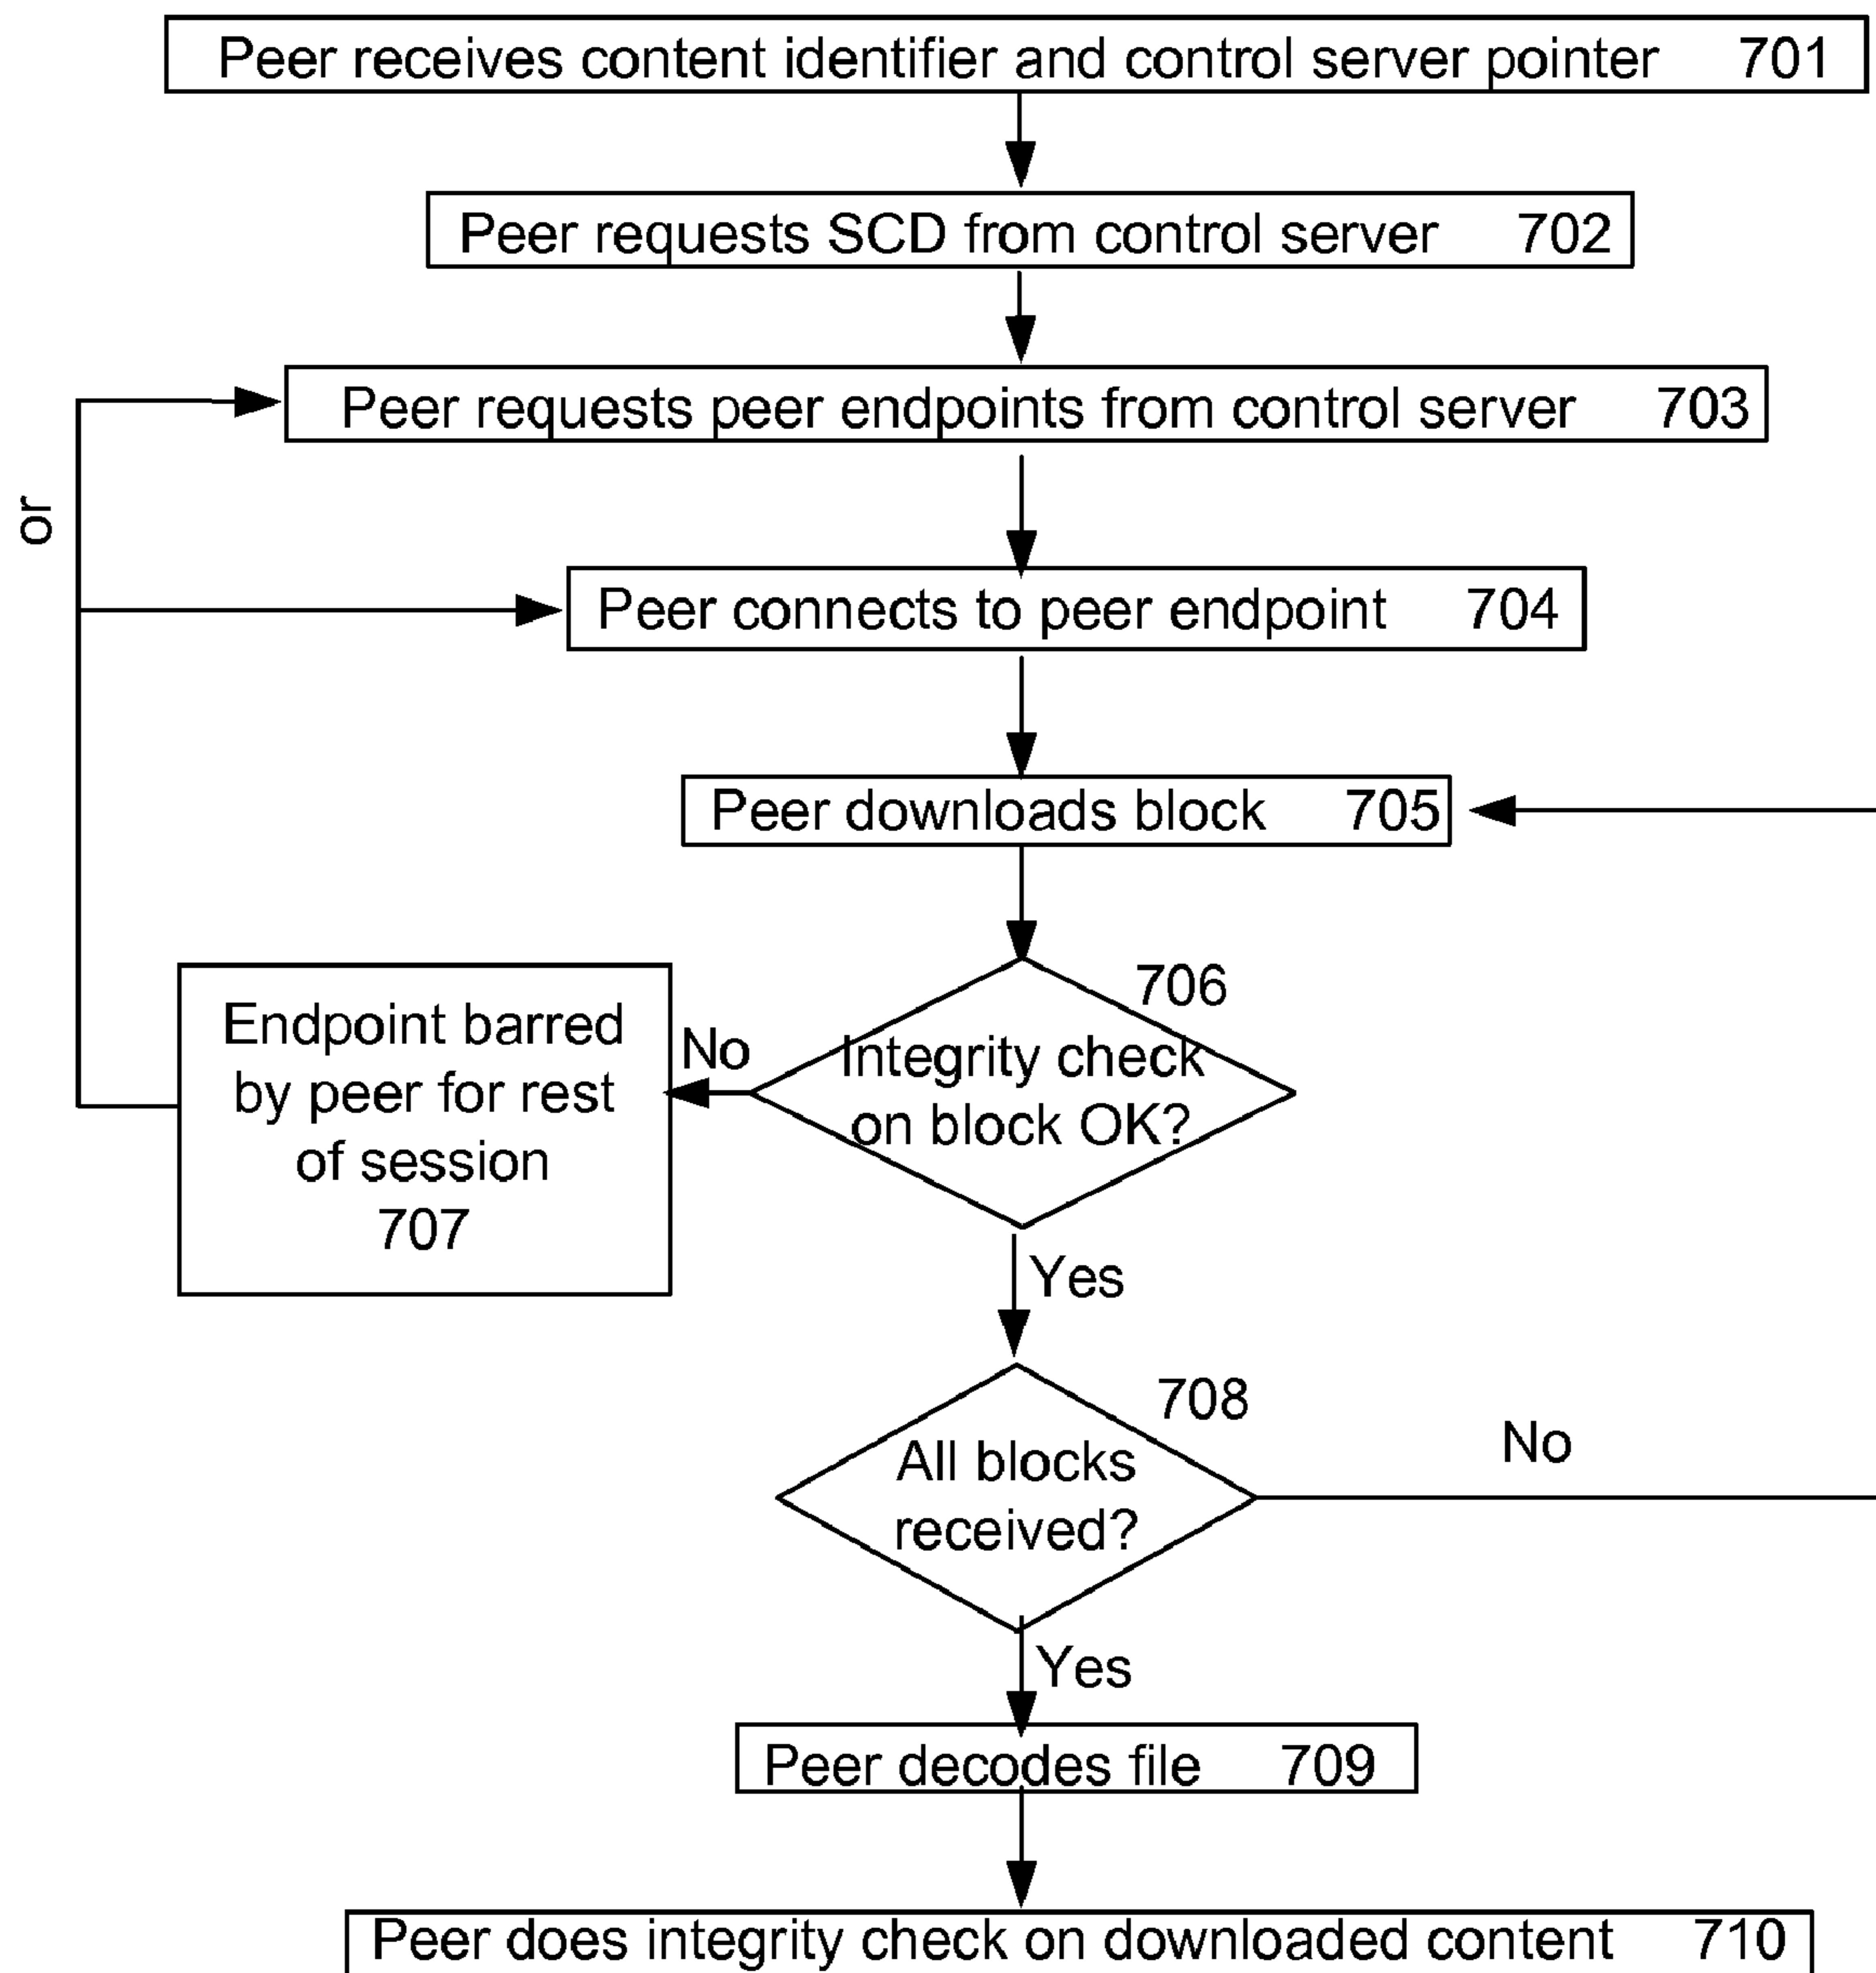 Peer receives content identifier and control server pointer 701
Peer requests SCD from control server 702
Peer requests peer endpoints from control server 703
or
Peer connects to peer endpoint 704
Peer downloads block 705
706
Integrity check
on block OK?
No
Endpoint barred
by peer for rest
of session
707
Yes
708
All blocks
received?
No
Yes
Peer decodes file 709
Peer does integrity check on downloaded content 710